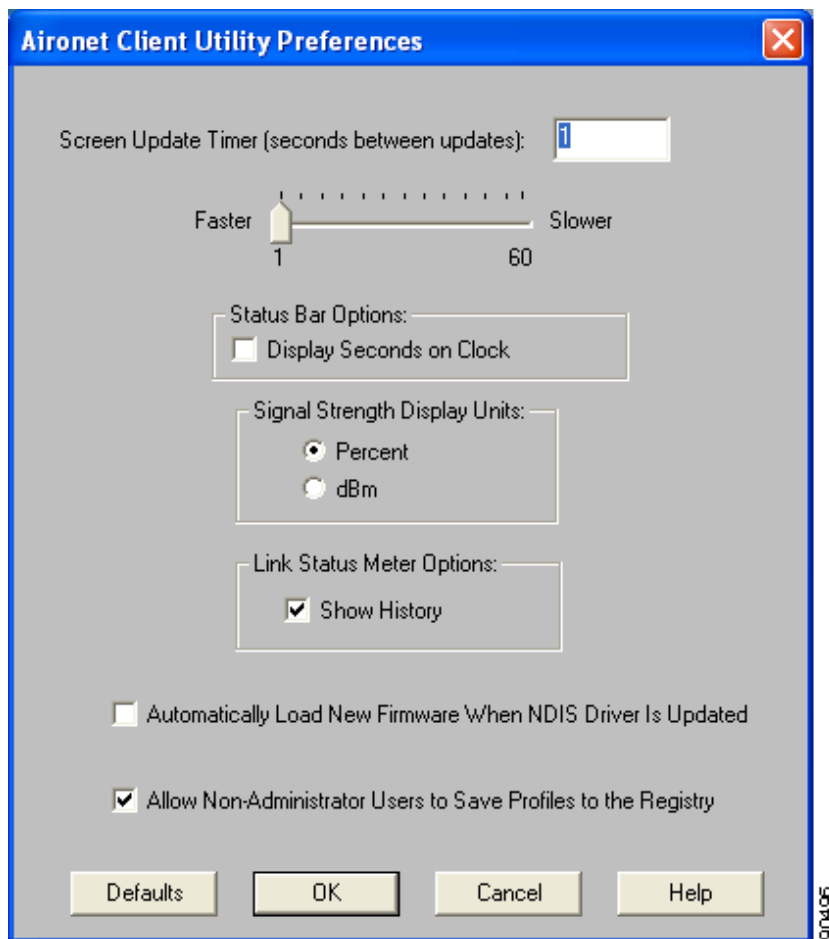 Aironet Client Utility Preferences
Screen Update Timer (seconds between updates): 1
Faster Slower
1 60
Status Bar Options:
Display Seconds on Clock
Signal Strength Display Units:
Percent
dBm
Link Status Meter Options:
Show History
Automatically Load New Firmware When NDIS Driver Is Updated
Allow Non-Administrator Users to Save Profiles to the Registry
Defaults OK Cancel Help
90496